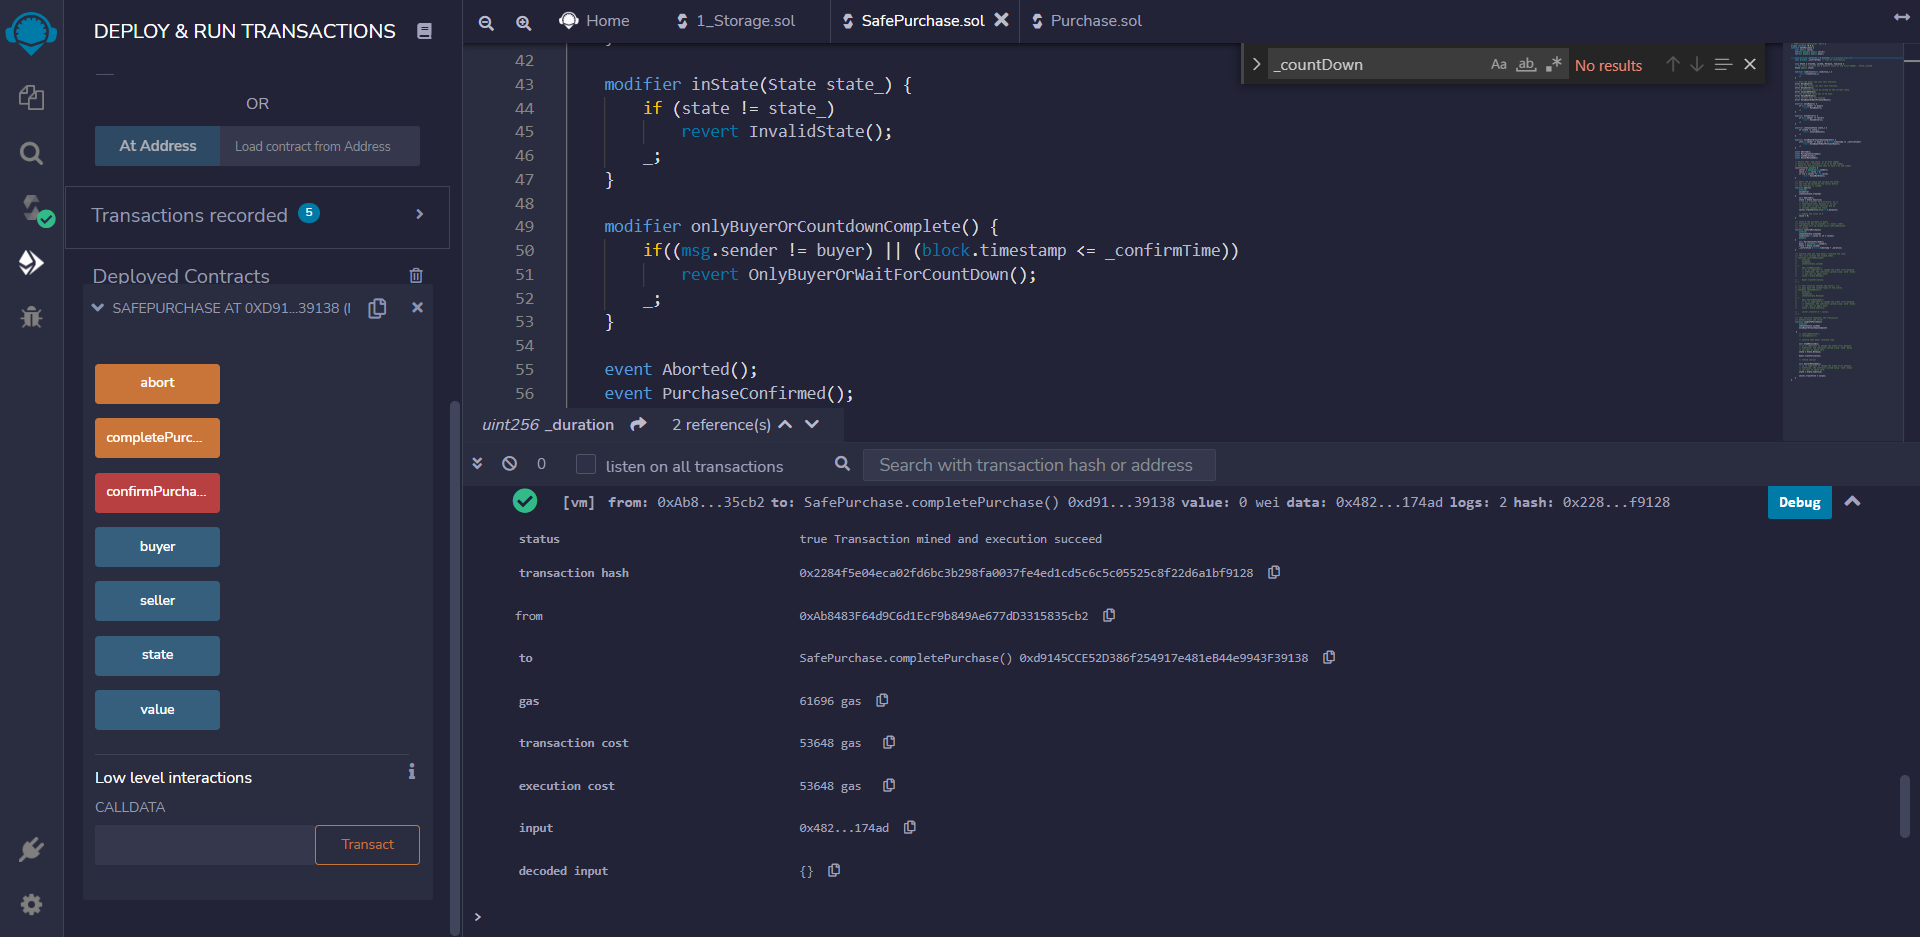 DEPLOY & RUN TRANSACTIONS
OR
At Address
Load contract from Address
Transactions recorded 5
Deployed Contracts
SAFEPURCHASE AT 0XD91...39138 (
abort
completePurc...
confirmPurcha...
buyer
seller
state
value
Low level interactions
CALLDATA
Transact
Home
1_Storage.sol
SafePurchase.sol
Purchase.sol
_countDown
Aa
ab
.*
No results
42
43 modifier inState(State state_) {
44 if (state != state_)
45 revert InvalidState();
46 _;
47 }
48
49 modifier onlyBuyerOrCountdownComplete() {
50 if((msg.sender != buyer) || (block.timestamp <= _confirmTime))
51 revert OnlyBuyerOrWaitForCountDown();
52 _;
53 }
54
55 event Aborted();
56 event PurchaseConfirmed();
uint256 _duration 2 reference(s)
0 listen on all transactions
Search with transaction hash or address
[vm] from: 0xAb8...35cb2 to: SafePurchase.completePurchase() 0xd91...39138 value: 0 wei data: 0x482...174ad logs: 2 hash: 0x228...f9128
Debug
status true Transaction mined and execution succeed
transaction hash 0x2284f5e04eca02fd6bc3b298fa0037fe4ed1cd5c6c5c05525c8f22d6a1bf9128
from 0xAb8483F64d9C6d1EcF9b849Ae677dD3315835cb2
to SafePurchase.completePurchase() 0xd9145CCE52D386f254917e481eB44e9943F39138
gas 61696 gas
transaction cost 53648 gas
execution cost 53648 gas
input 0x482...174ad
decoded input {}
>